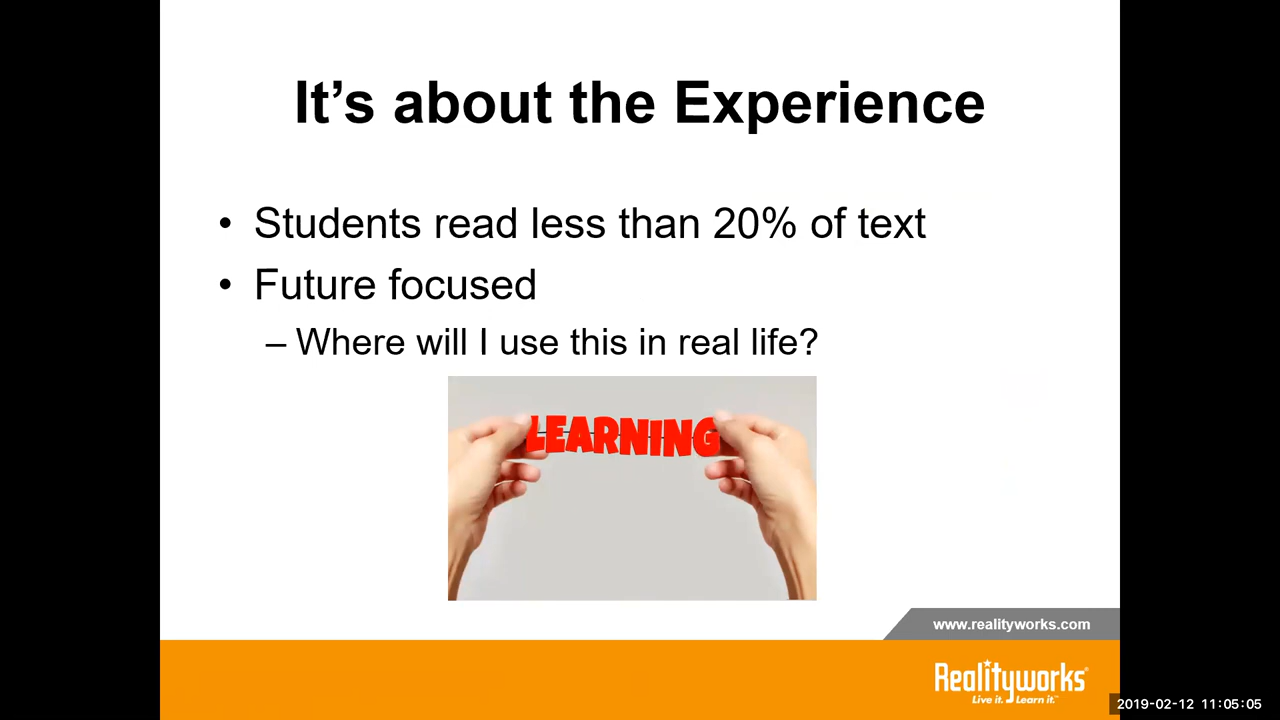 It’s about the Experience
• Students read less than 20% of text
• Future focused
– Where will I use this in real life?
LEARNING
www.realityworks.com
Realityworks®
Live it. Learn it.™
2019-02-12 11:05:05